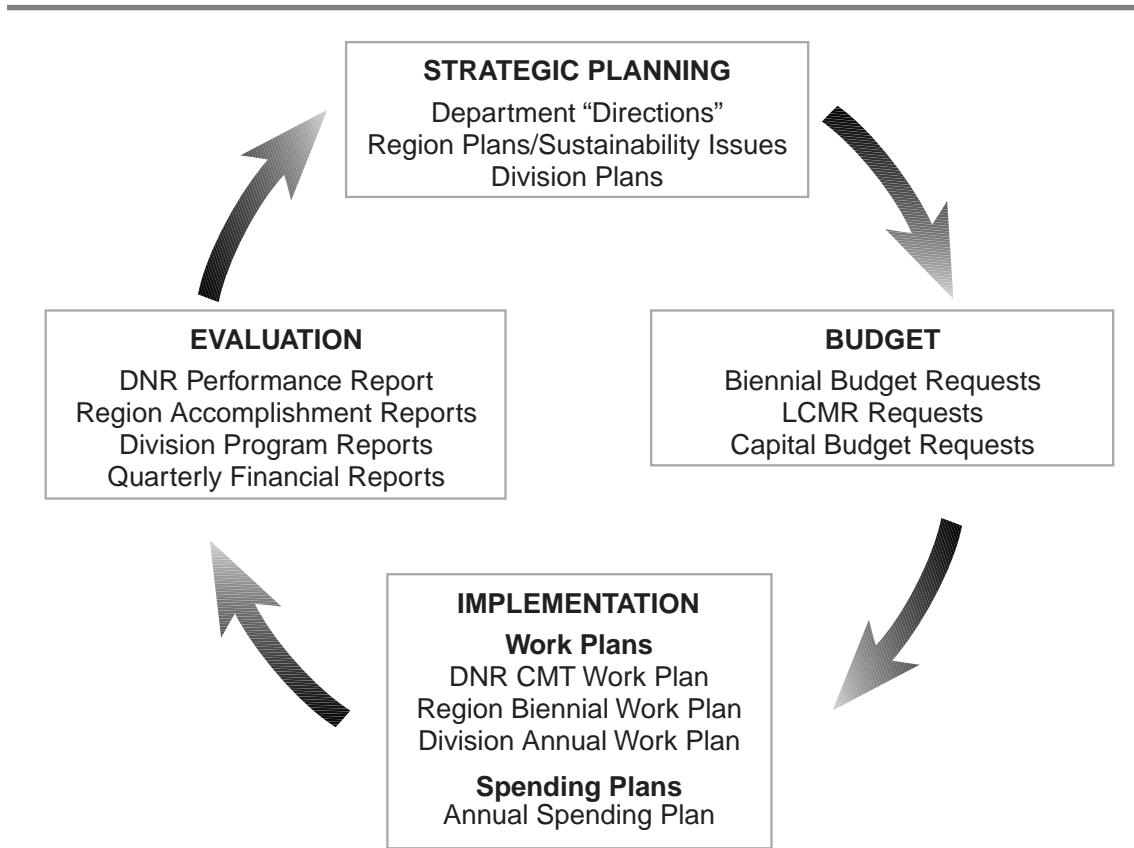 STRATEGIC PLANNING
Department “Directions”
Region Plans/Sustainability Issues
Division Plans
EVALUATION
DNR Performance Report
Region Accomplishment Reports
Division Program Reports
Quarterly Financial Reports
BUDGET
Biennial Budget Requests
LCMR Requests
Capital Budget Requests
IMPLEMENTATION
Work Plans
DNR CMT Work Plan
Region Biennial Work Plan
Division Annual Work Plan
Spending Plans
Annual Spending Plan